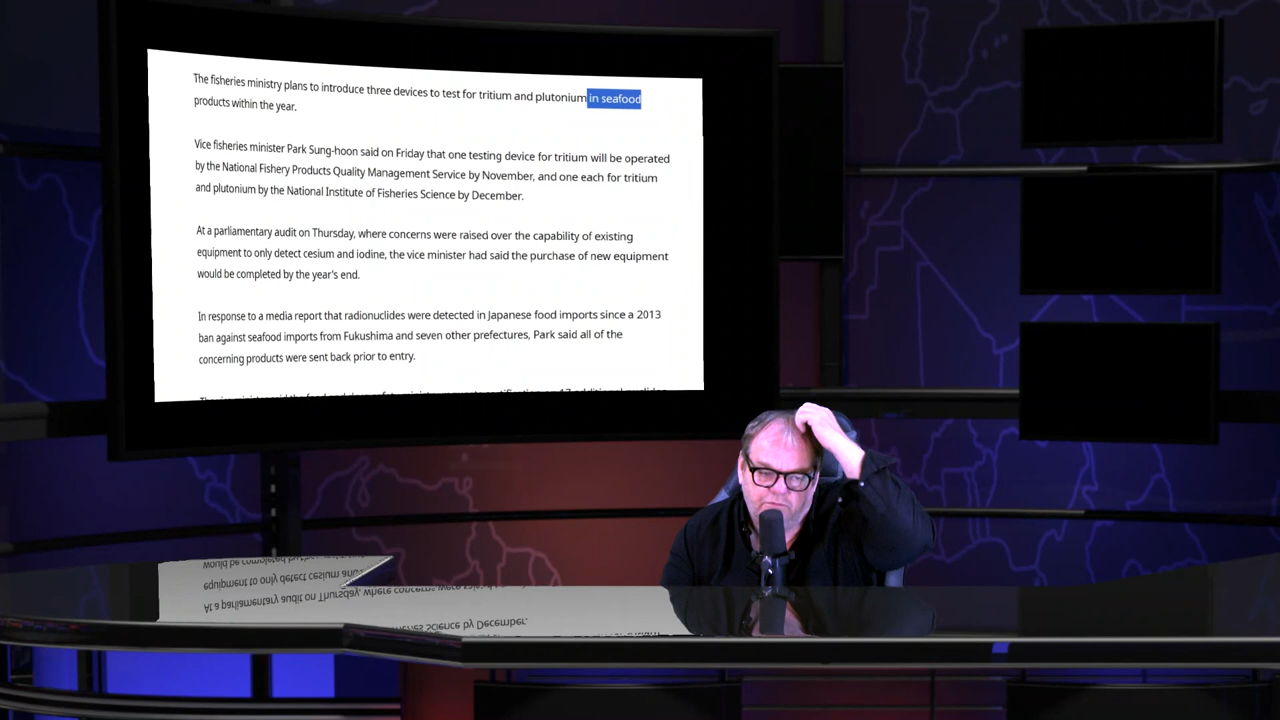 The fisheries ministry plans to introduce three devices to test for tritium and plutonium in seafood
products within the year.
Vice fisheries minister Park Sung-hoon said on Friday that one testing device for tritium will be operated
by the National Fishery Products Quality Management Service by November, and one each for tritium
and plutonium by the National Institute of Fisheries Science by December.
At a parliamentary audit on Thursday, where concerns were raised over the capability of existing
equipment to only detect cesium and iodine, the vice minister had said the purchase of new equipment
would be completed by the year's end.
In response to a media report that radionuclides were detected in Japanese food imports since a 2013
ban against seafood imports from Fukushima and seven other prefectures, Park said all of the
concerning products were sent back prior to entry.